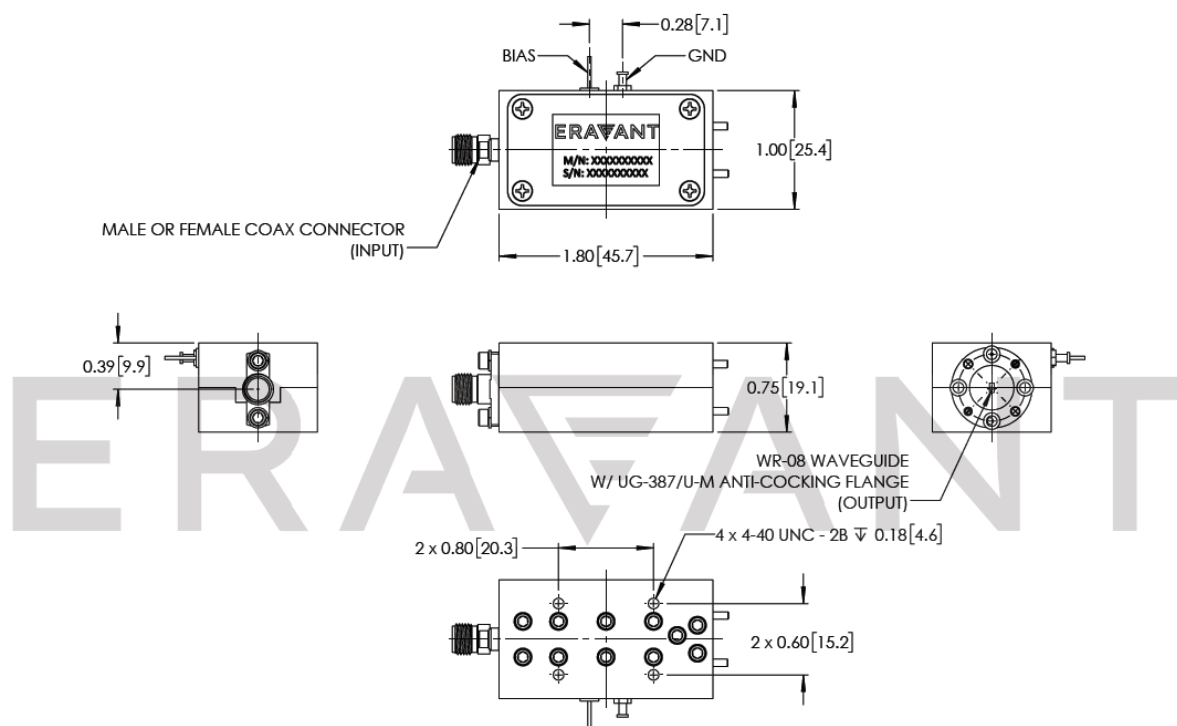 0.28[7.1]
BIAS
GND
ERAVANT
M/N: XXXXXXXXXX
S/N: XXXXXXXXXX
1.00[25.4]
MALE OR FEMALE COAX CONNECTOR
(INPUT)
1.80[45.7]
0.39[9.9]
0.75[19.1]
ERAVANT
WR-08 WAVEGUIDE
W/ UG-387/U-M ANTI-COCKING FLANGE
(OUTPUT)
2 x 0.80[20.3]
4 x 4-40 UNC - 2B ↧ 0.18[4.6]
2 x 0.60[15.2]